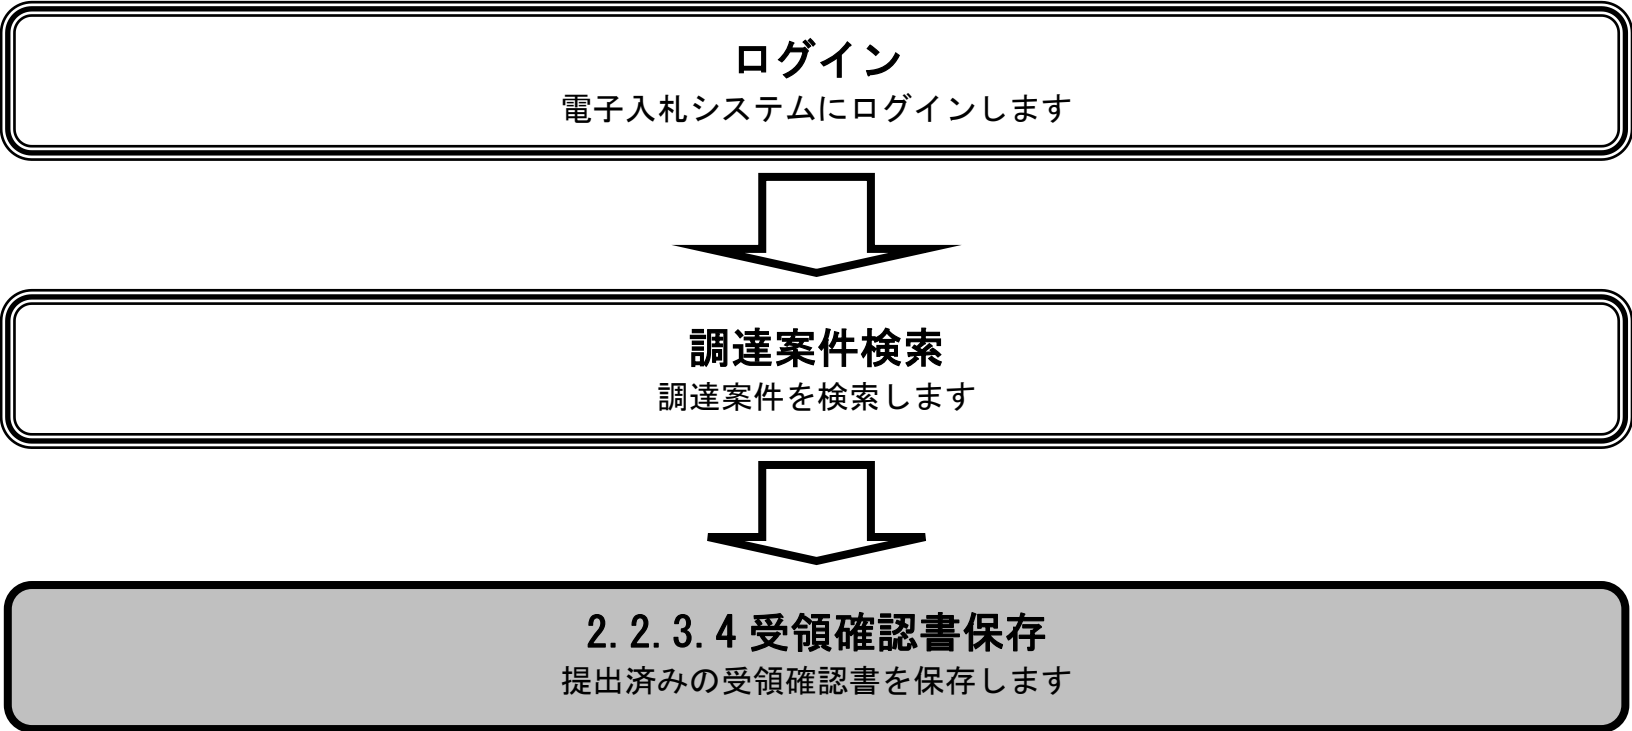 ログイン
電子入札システムにログインします
調達案件検索
調達案件を検索します
2.2.3.4 受領確認書保存
提出済みの受領確認書を保存します